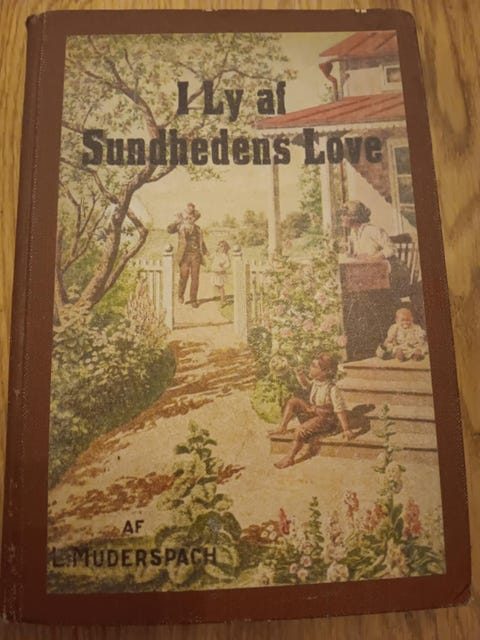 I Ly af
Sundhedens Love
AF
L. MUDERSPACH